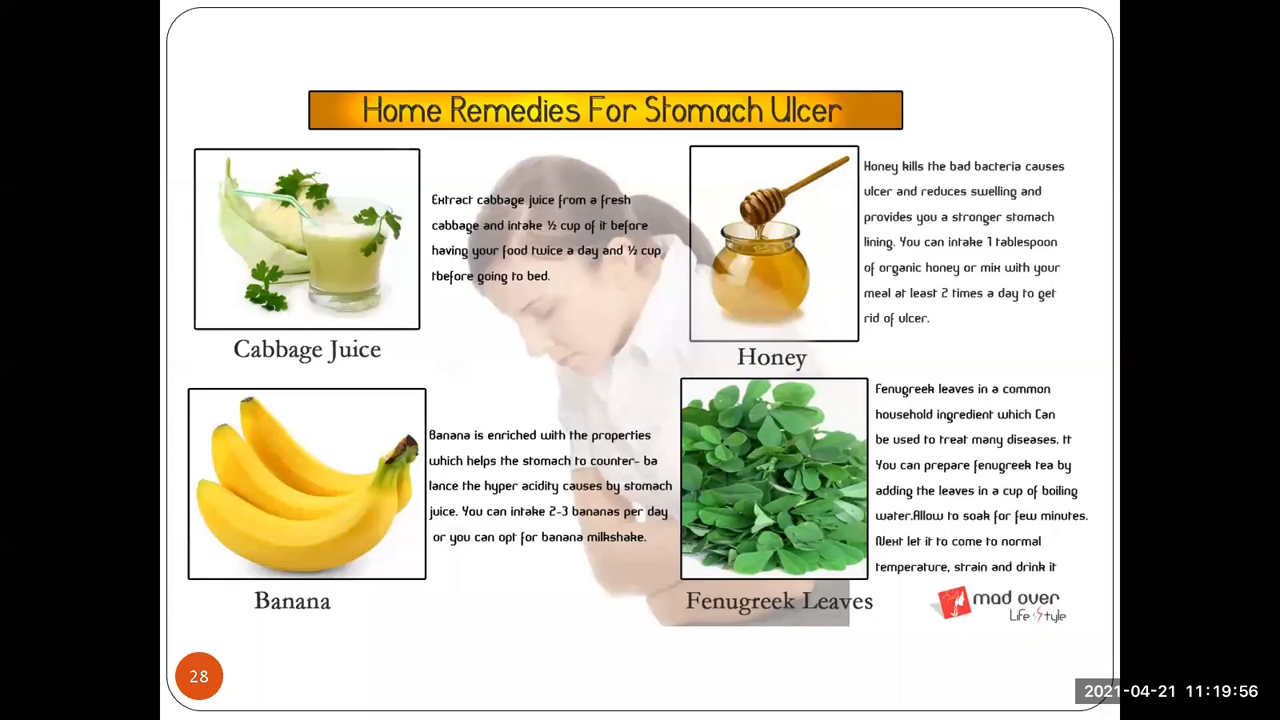 Home Remedies For Stomach Ulcer
Extract cabbage juice from a fresh
cabbage and intake ½ cup of it before
having your food twice a day and ½ cup
tbefore going to bed.
Cabbage Juice
Honey kills the bad bacteria causes
ulcer and reduces swelling and
provides you a stronger stomach
lining. You can intake 1 tablespoon
of organic honey or mix with your
meal at least 2 times a day to get
rid of ulcer.
Honey
Banana is enriched with the properties
which helps the stomach to counter- ba
lance the hyper acidity causes by stomach
juice. You can intake 2-3 bananas per day
or you can opt for banana milkshake.
Banana
Fenugreek leaves in a common
household ingredient which Can
be used to treat many diseases. It
You can prepare fenugreek tea by
adding the leaves in a cup of boiling
water.Allow to soak for few minutes.
Next let it to come to normal
temperature, strain and drink it
Fenugreek Leaves
mad over
Life Style
28
2021-04-21 11:19:56